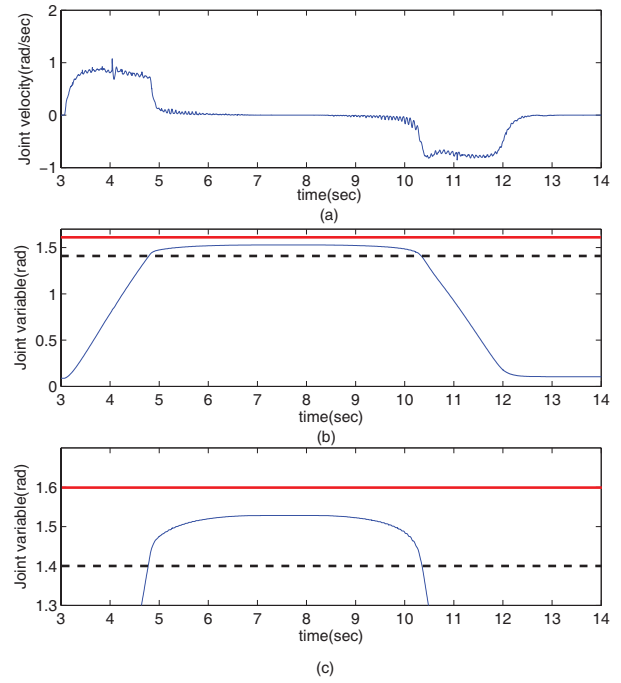 2
1
0
−1
Joint velocity(rad/sec)
3 4 5 6 7 8 9 10 11 12 13 14
time(sec)
(a)
1.5
1
0.5
0
Joint variable(rad)
3 4 5 6 7 8 9 10 11 12 13 14
time(sec)
(b)
1.6
1.5
1.4
1.3
Joint variable(rad)
3 4 5 6 7 8 9 10 11 12 13 14
time(sec)
(c)